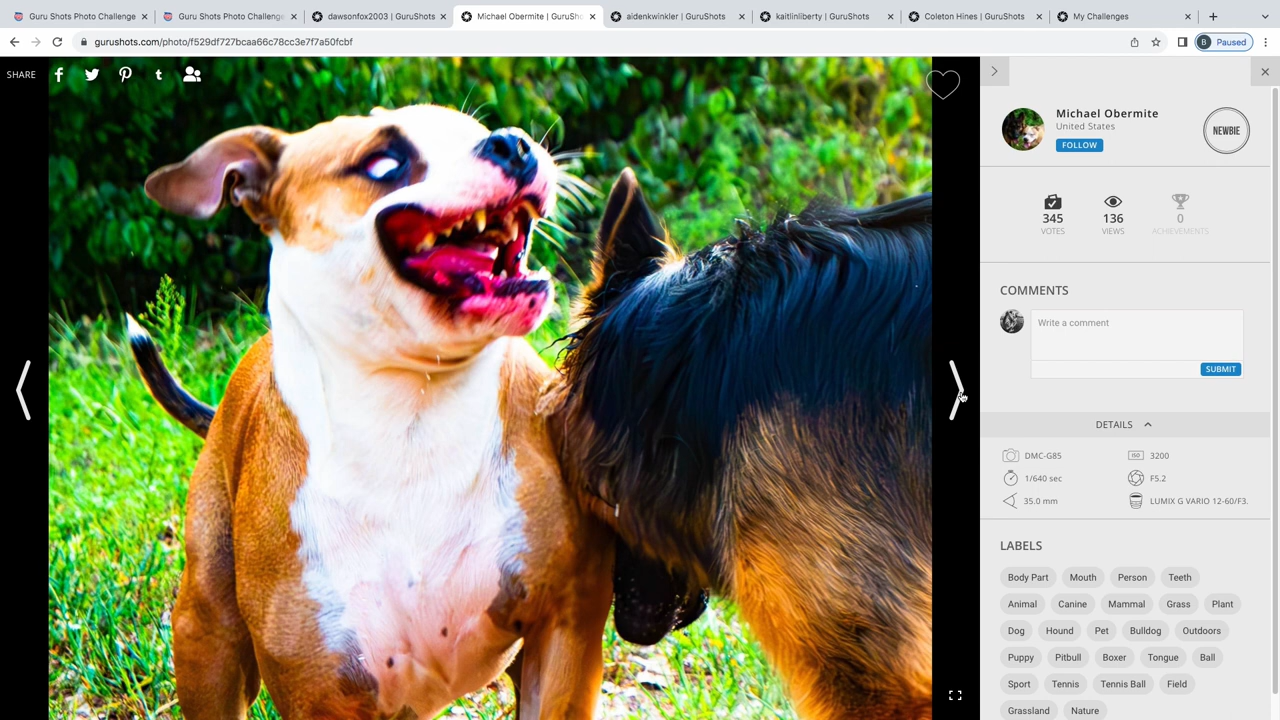 Guru Shots Photo Challenge
Guru Shots Photo Challenge
dawsonfox2003 | GuruShots
Michael Obermite | GuruSho
aidenkwinkler | GuruShots
kaitlinliberty | GuruShots
Coleton Hines | GuruShots
My Challenges
gurushots.com/photo/f529df727bcaa66c78cc3e7f7a50fcbf
B Paused
SHARE
Michael Obermite
United States
FOLLOW
NEWBIE
345
VOTES
136
VIEWS
0
ACHIEVEMENTS
COMMENTS
Write a comment
SUBMIT
DETAILS
DMC-G85
ISO 3200
1/640 sec
F5.2
35.0 mm
LUMIX G VARIO 12-60/F3.
LABELS
Body Part Mouth Person Teeth
Animal Canine Mammal Grass Plant
Dog Hound Pet Bulldog Outdoors
Puppy Pitbull Boxer Tongue Ball
Sport Tennis Tennis Ball Field
Grassland Nature